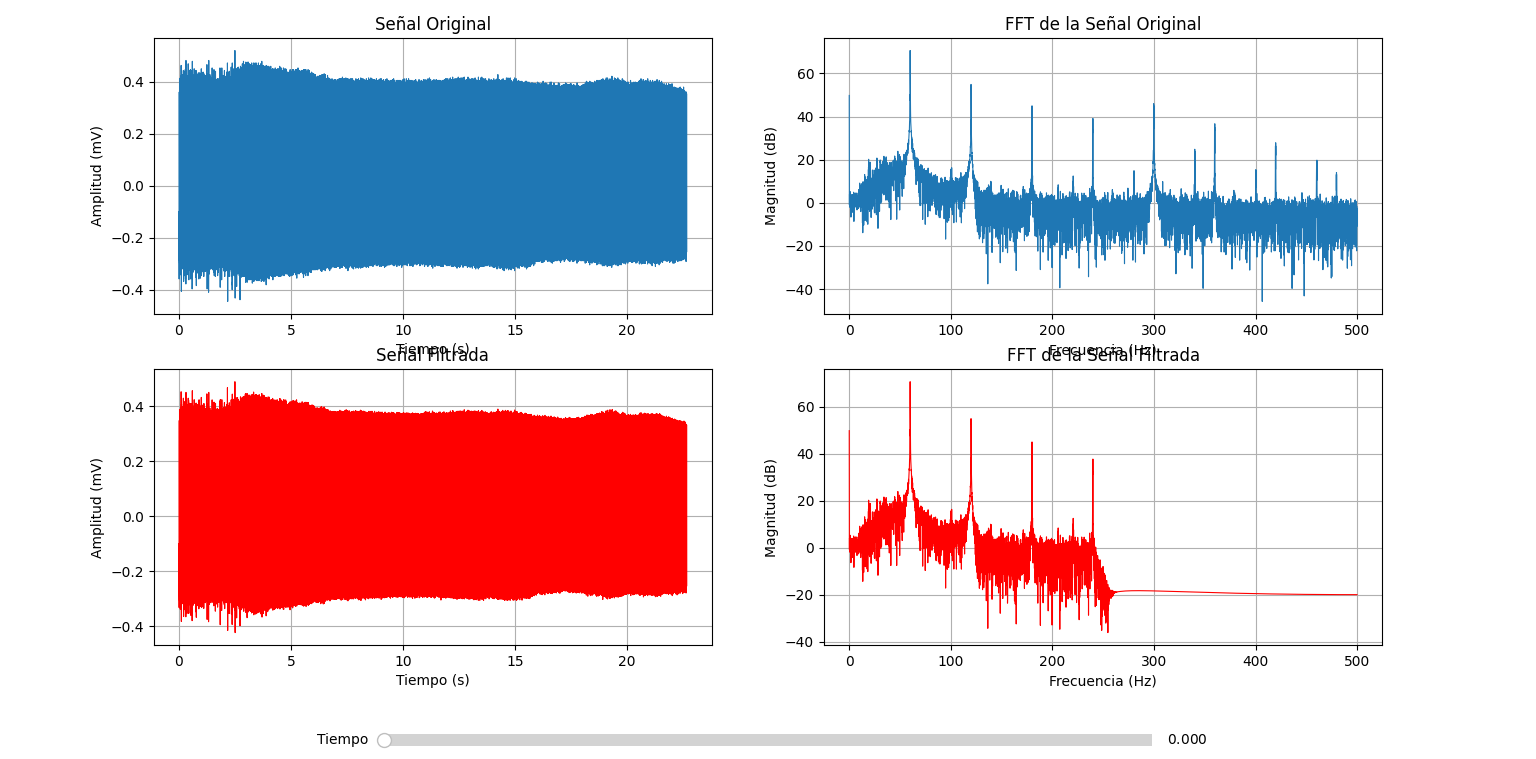 Señal Original
Amplitud (mV)
0.4
0.2
0.0
−0.2
−0.4
0 5 10 15 20
Tiempo (s)
FFT de la Señal Original
Magnitud (dB)
60
40
20
0
−20
−40
0 100 200 300 400 500
Frecuencia (Hz)
Señal Filtrada
Amplitud (mV)
0.4
0.2
0.0
−0.2
−0.4
0 5 10 15 20
Tiempo (s)
FFT de la Señal Filtrada
Magnitud (dB)
60
40
20
0
−20
−40
0 100 200 300 400 500
Frecuencia (Hz)
Tiempo 0.000